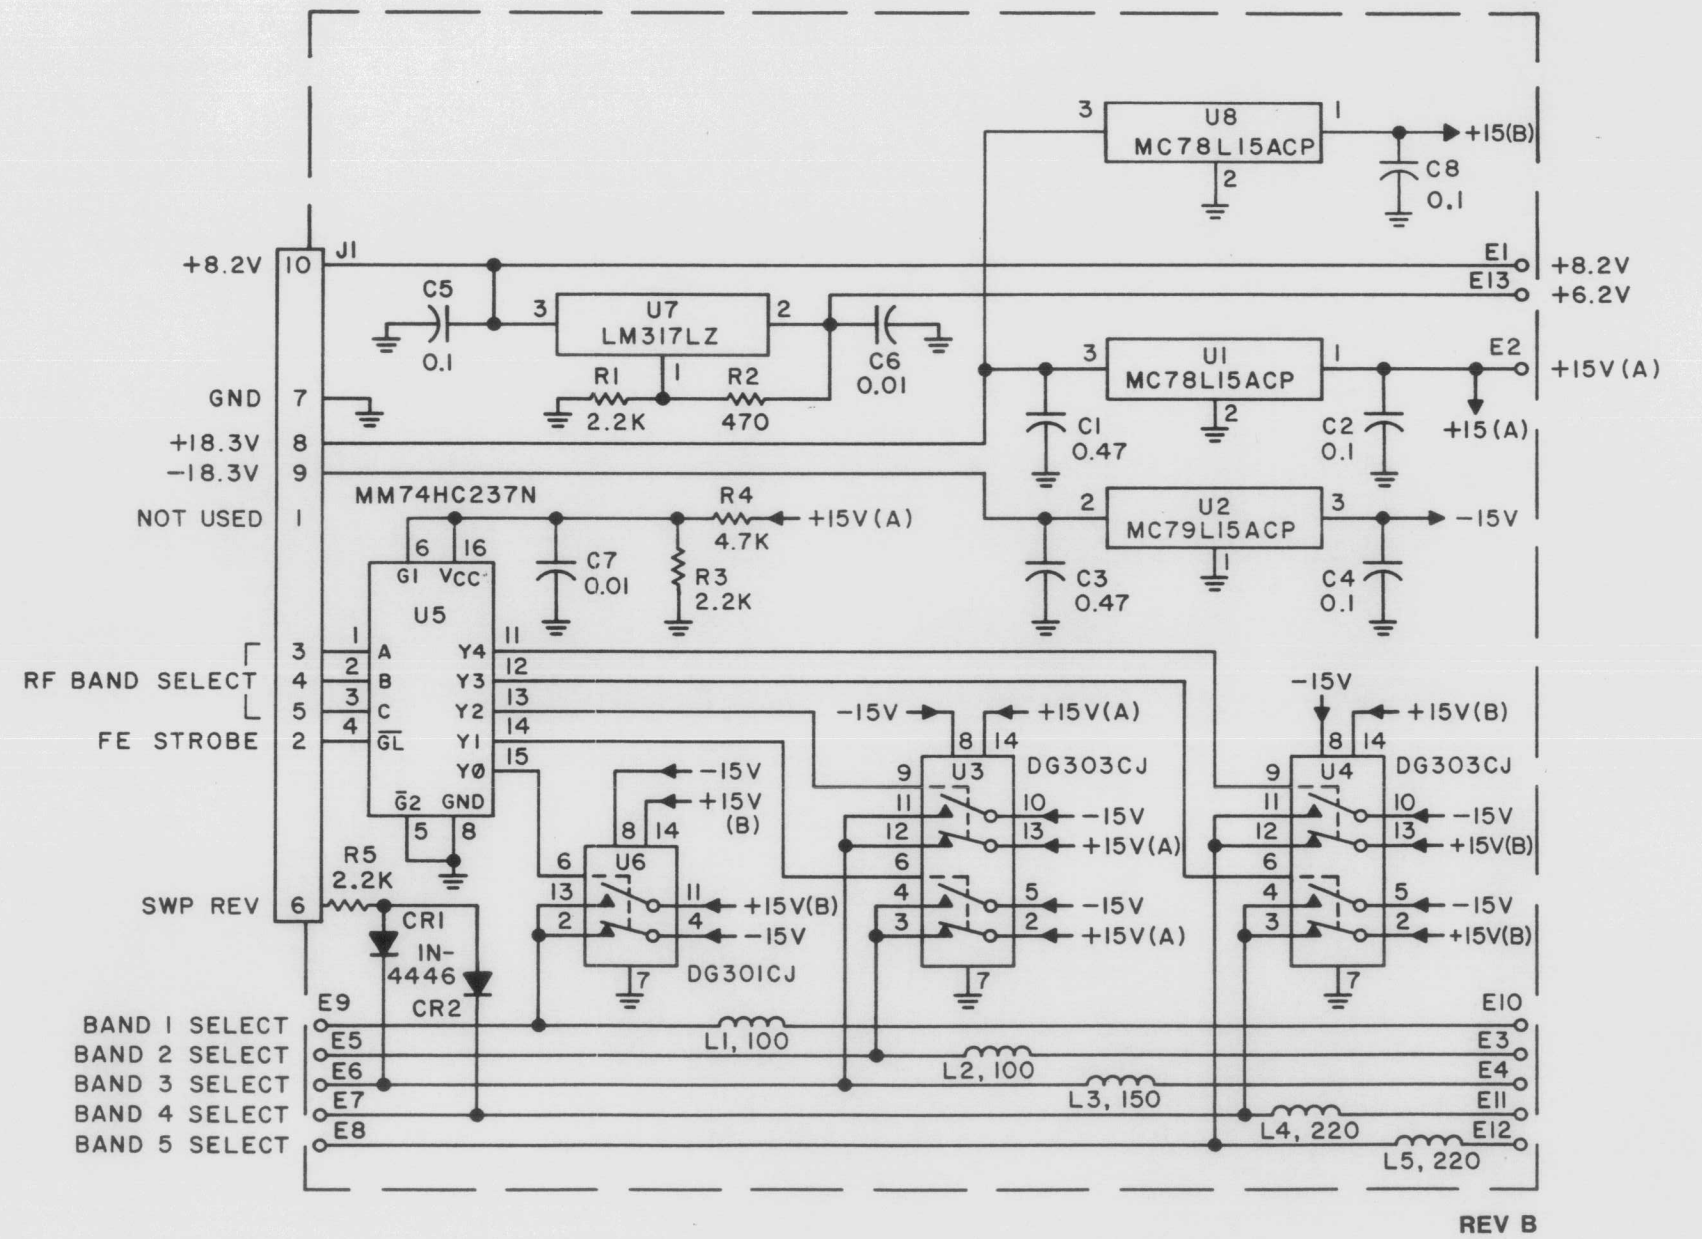 3
U8
MC78L15ACP
1
+15(B)
2
C8
0.1
+8.2V
10
J1
E1
+8.2V
E13
+6.2V
C5
0.1
3
U7
LM317LZ
2
1
C6
0.01
R1
2.2K
R2
470
3
U1
MC78L15ACP
1
E2
+15V(A)
2
+15(A)
C1
0.47
C2
0.1
GND
7
+18.3V
8
-18.3V
9
NOT USED
1
MM74HC237N
R4
4.7K
+15V(A)
2
U2
MC79L15ACP
3
-15V
1
C3
0.47
C4
0.1
6
16
G1
VCC
U5
C7
0.01
R3
2.2K
RF BAND SELECT
3
4
5
FE STROBE
2
1
2
3
4
A
B
C
GL
Y4
Y3
Y2
Y1
YØ
11
12
13
14
15
G̅2
GND
5
8
-15V
+15V
(B)
8
14
U6
6
13
2
11
+15V(B)
4
-15V
7
DG301CJ
-15V
+15V(A)
8
14
U3
DG303CJ
9
11
12
6
4
3
10
-15V
13
+15V(A)
5
-15V
2
+15V(A)
7
-15V
+15V(B)
8
14
U4
DG303CJ
9
11
12
6
4
3
10
-15V
13
+15V(B)
5
-15V
2
+15V(B)
7
SWP REV
6
R5
2.2K
CR1
IN-
4446
CR2
BAND 1 SELECT
E9
L1, 100
E10
BAND 2 SELECT
E5
L2, 100
E3
BAND 3 SELECT
E6
L3, 150
E4
BAND 4 SELECT
E7
L4, 220
E11
BAND 5 SELECT
E8
L5, 220
E12
REV B